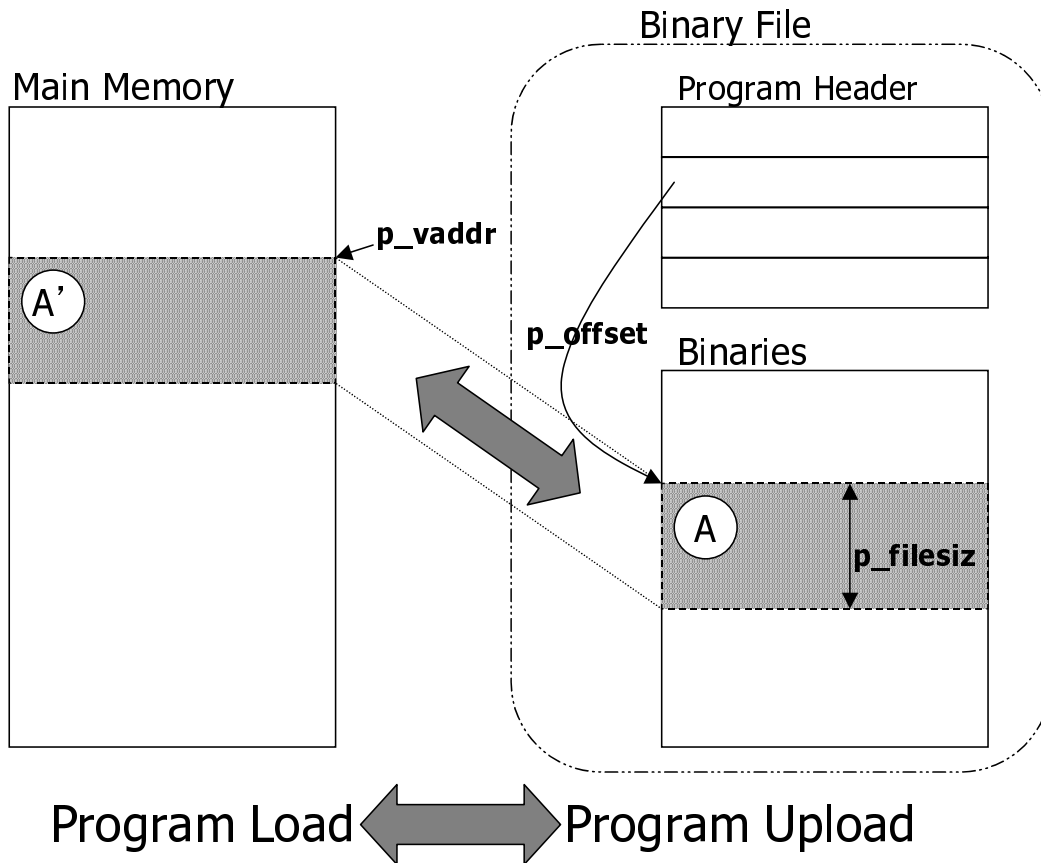 Binary File
Main Memory
Program Header
p_vaddr
A’
p_offset
Binaries
A
p_filesiz
Program Load
Program Upload